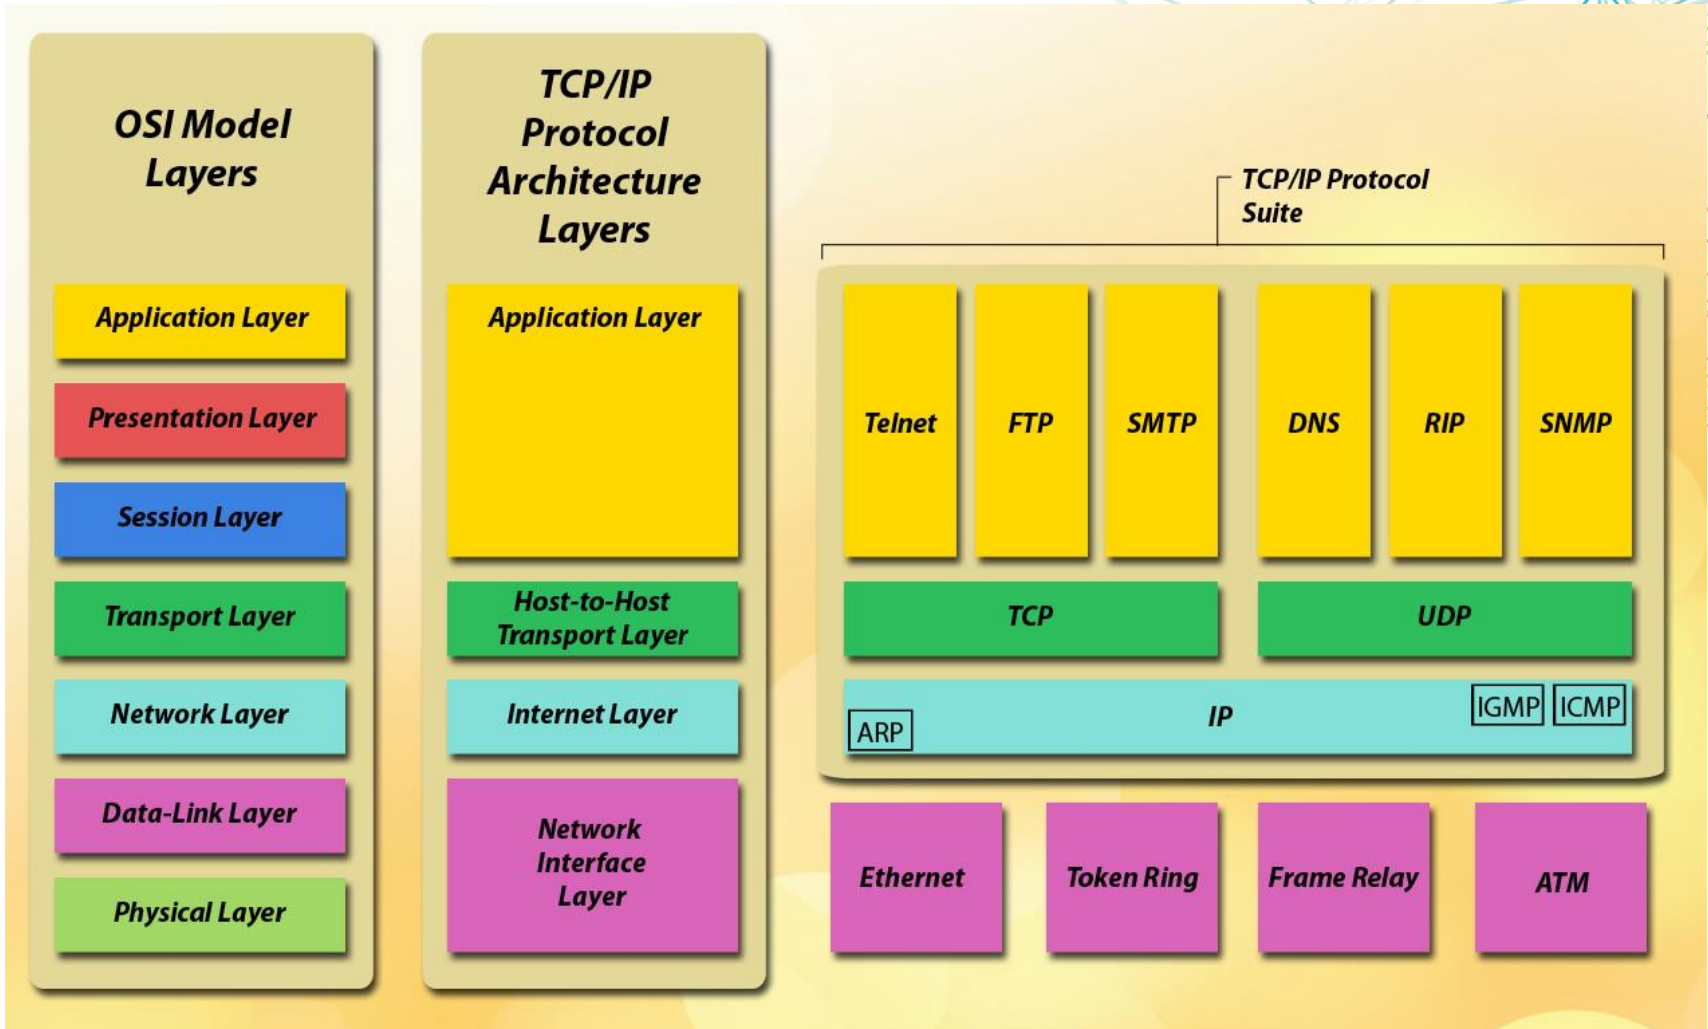 OSI Model
Layers
Application Layer
Presentation Layer
Session Layer
Transport Layer
Network Layer
Data-Link Layer
Physical Layer
TCP/IP
Protocol
Architecture
Layers
Application Layer
Host-to-Host
Transport Layer
Internet Layer
Network
Interface
Layer
TCP/IP Protocol
Suite
Telnet FTP SMTP DNS RIP SNMP
TCP UDP
ARP IP IGMP ICMP
Ethernet Token Ring Frame Relay ATM